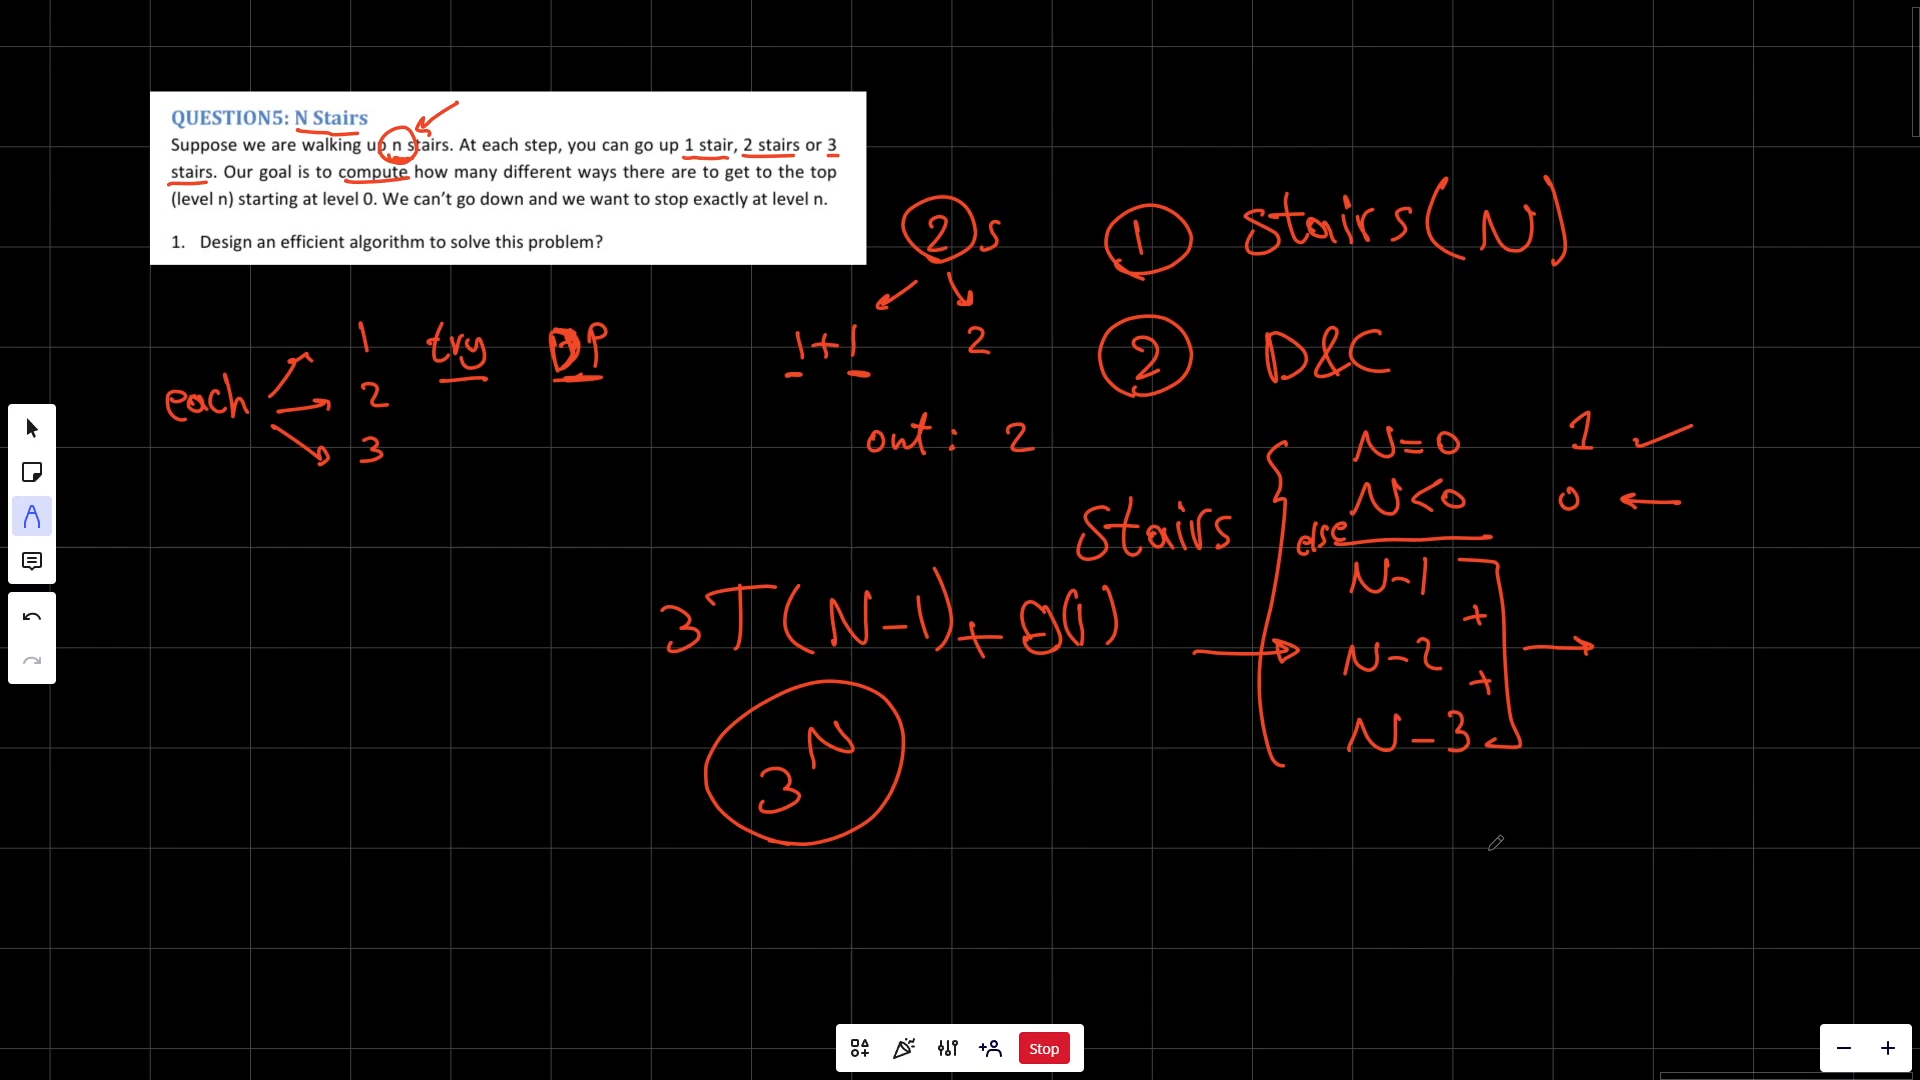 QUESTION5: N Stairs
Suppose we are walking up n stairs. At each step, you can go up 1 stair, 2 stairs or 3
stairs. Our goal is to compute how many different ways there are to get to the top
(level n) starting at level 0. We can't go down and we want to stop exactly at level n.
1. Design an efficient algorithm to solve this problem?
each
1
2
3
try DP
2 s
1+1 2
out: 2
1 Stairs(N)
2 D&C
Stairs
N=0 1
N<0 0
else
N-1
+
N-2
+
N-3
3T(N-1)+θ(1)
3^N
Stop